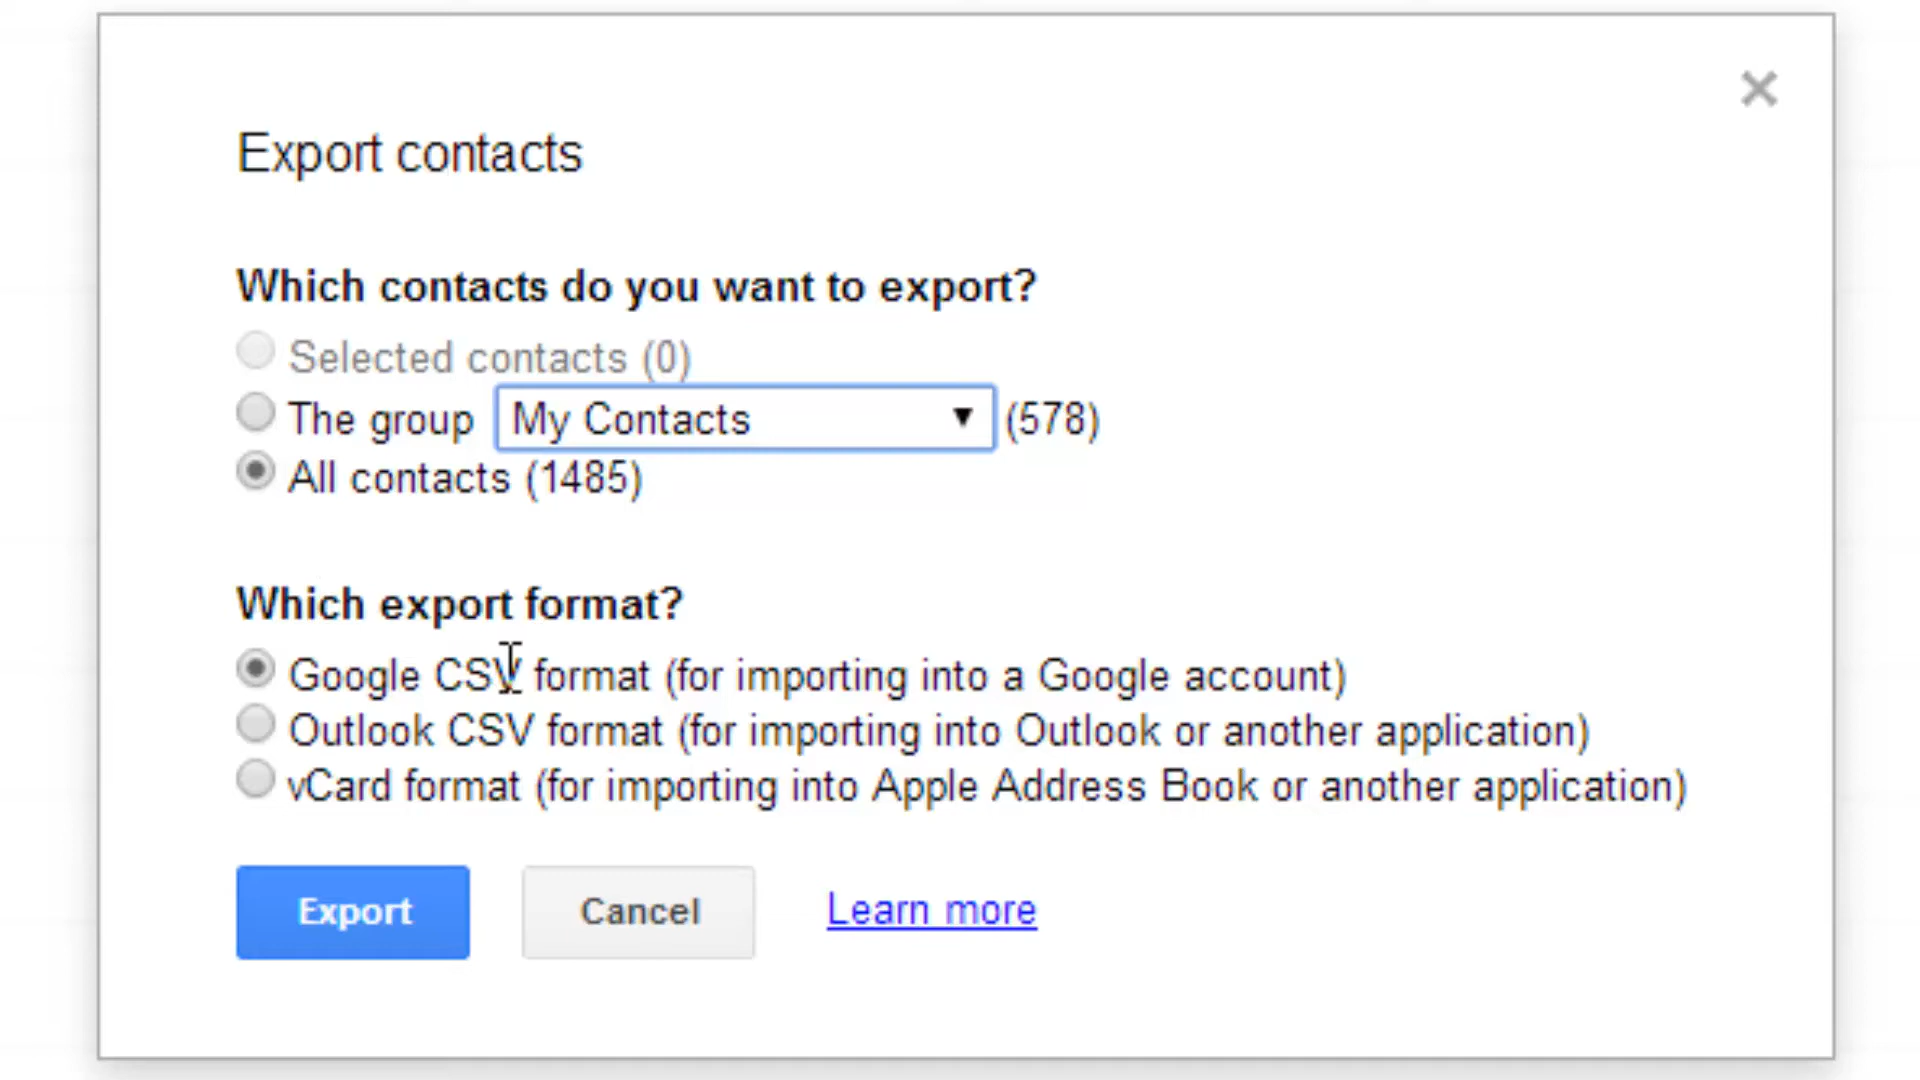 Export contacts
Which contacts do you want to export?
Selected contacts (0)
The group My Contacts (578)
All contacts (1485)
Which export format?
Google CSV format (for importing into a Google account)
Outlook CSV format (for importing into Outlook or another application)
vCard format (for importing into Apple Address Book or another application)
Export Cancel Learn more